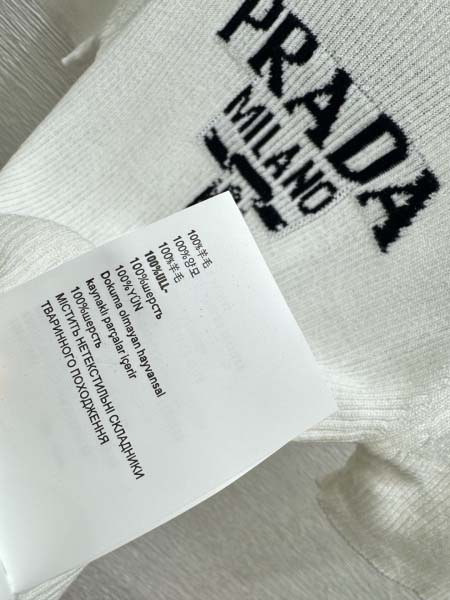 PRADA
MILANO
100%羊毛
100%양모
100%羊毛
100%ULL-
100%шерсть
100%YÜN
Dokuma olmayan hayvansal
kaynaklı parçalar içerir
100%шерсть
МІСТИТЬ НЕТЕКСТИЛЬНІ СКЛАДНИКИ
ТВАРИННОГО ПОХОДЖЕННЯ